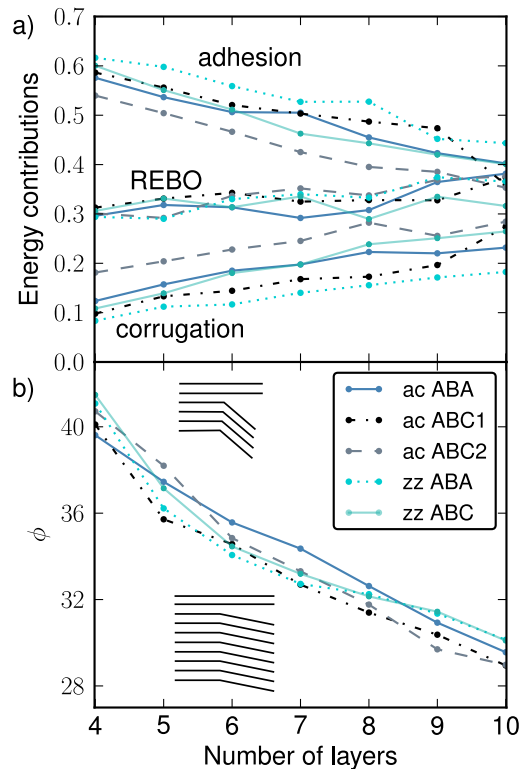 a)
0.7
0.6
0.5
0.4
0.3
0.2
0.1
0.0
Energy contributions
adhesion
REBO
corrugation
b)
40
36
32
28
ϕ
ac ABA
ac ABC1
ac ABC2
zz ABA
zz ABC
4 5 6 7 8 9 10
Number of layers